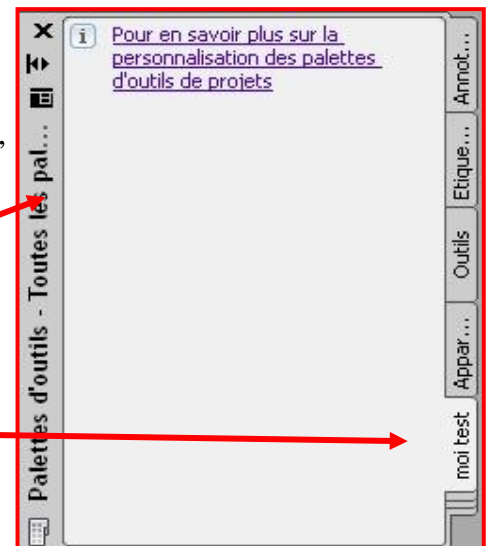 Pour en savoir plus sur la
personnalisation des palettes
d'outils de projets
Annot...
Etique...
Outils
Appar...
moi test
Palettes d'outils - Toutes les pal...
,